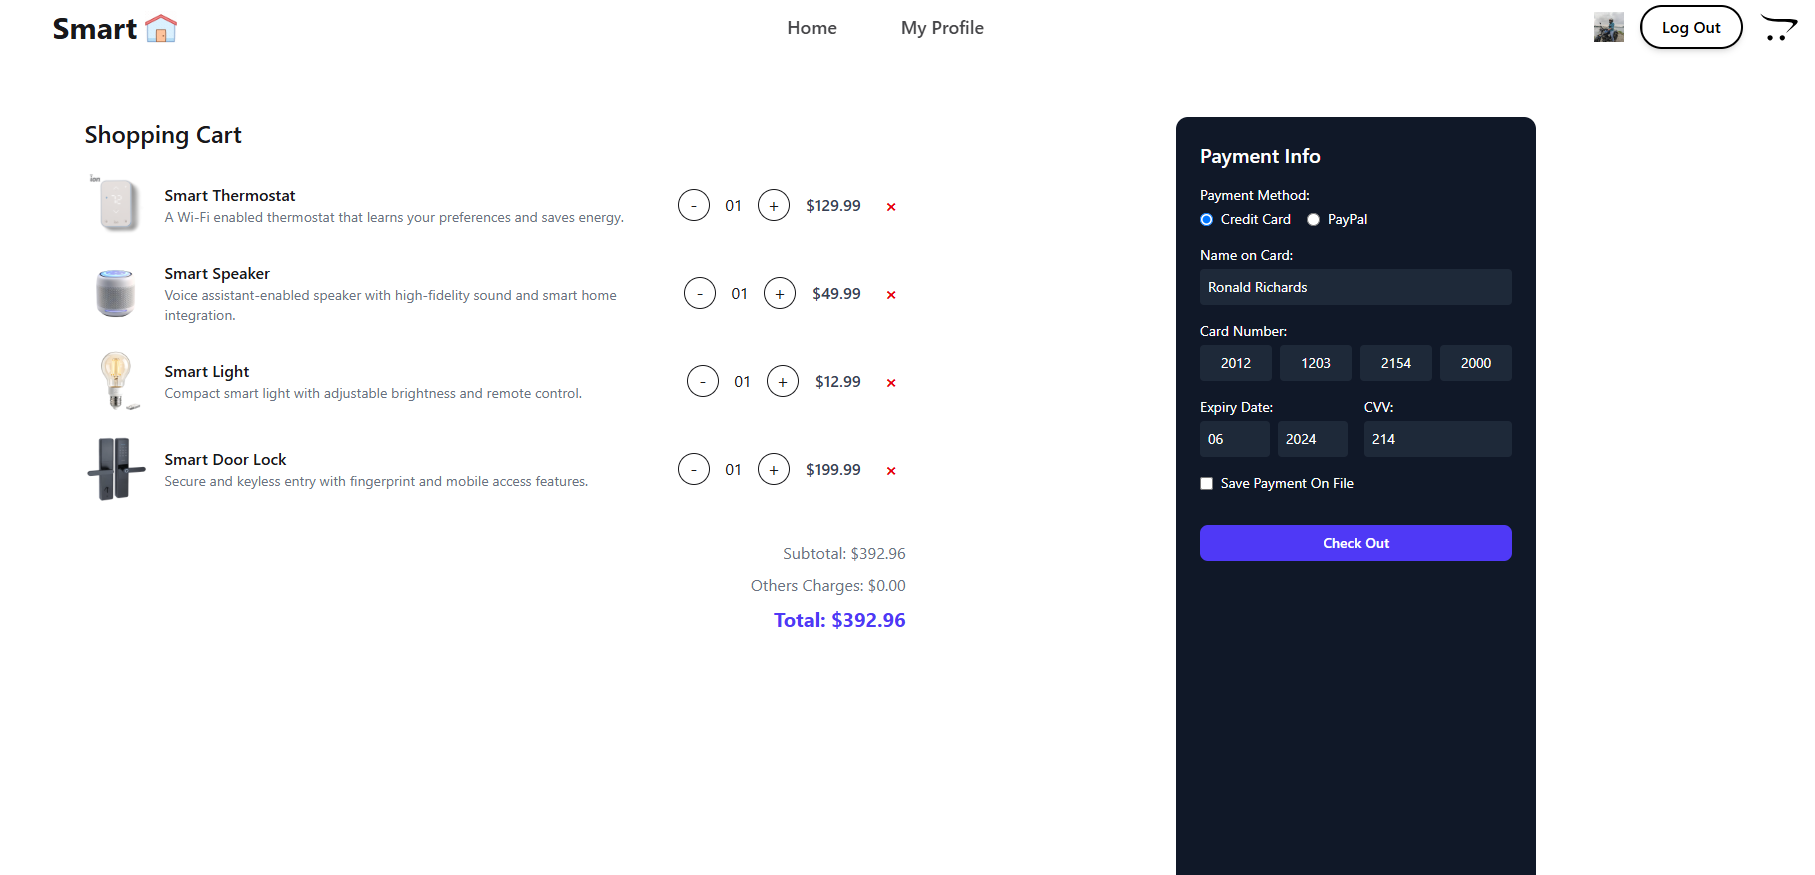 Smart
Home
My Profile
Log Out
Shopping Cart
Smart Thermostat
A Wi-Fi enabled thermostat that learns your preferences and saves energy.
- 01 + $129.99 ×
Smart Speaker
Voice assistant-enabled speaker with high-fidelity sound and smart home
integration.
- 01 + $49.99 ×
Smart Light
Compact smart light with adjustable brightness and remote control.
- 01 + $12.99 ×
Smart Door Lock
Secure and keyless entry with fingerprint and mobile access features.
- 01 + $199.99 ×
Subtotal: $392.96
Others Charges: $0.00
Total: $392.96
Payment Info
Payment Method:
Credit Card PayPal
Name on Card:
Ronald Richards
Card Number:
2012 1203 2154 2000
Expiry Date: CVV:
06 2024 214
Save Payment On File
Check Out